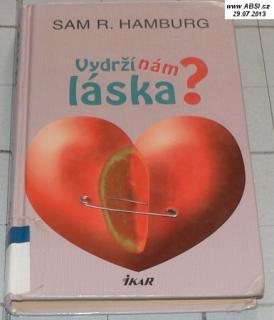 www.ABSI.cz
29.07.2013
SAM R. HAMBURG
Vydrží nám
láska?
IKAR